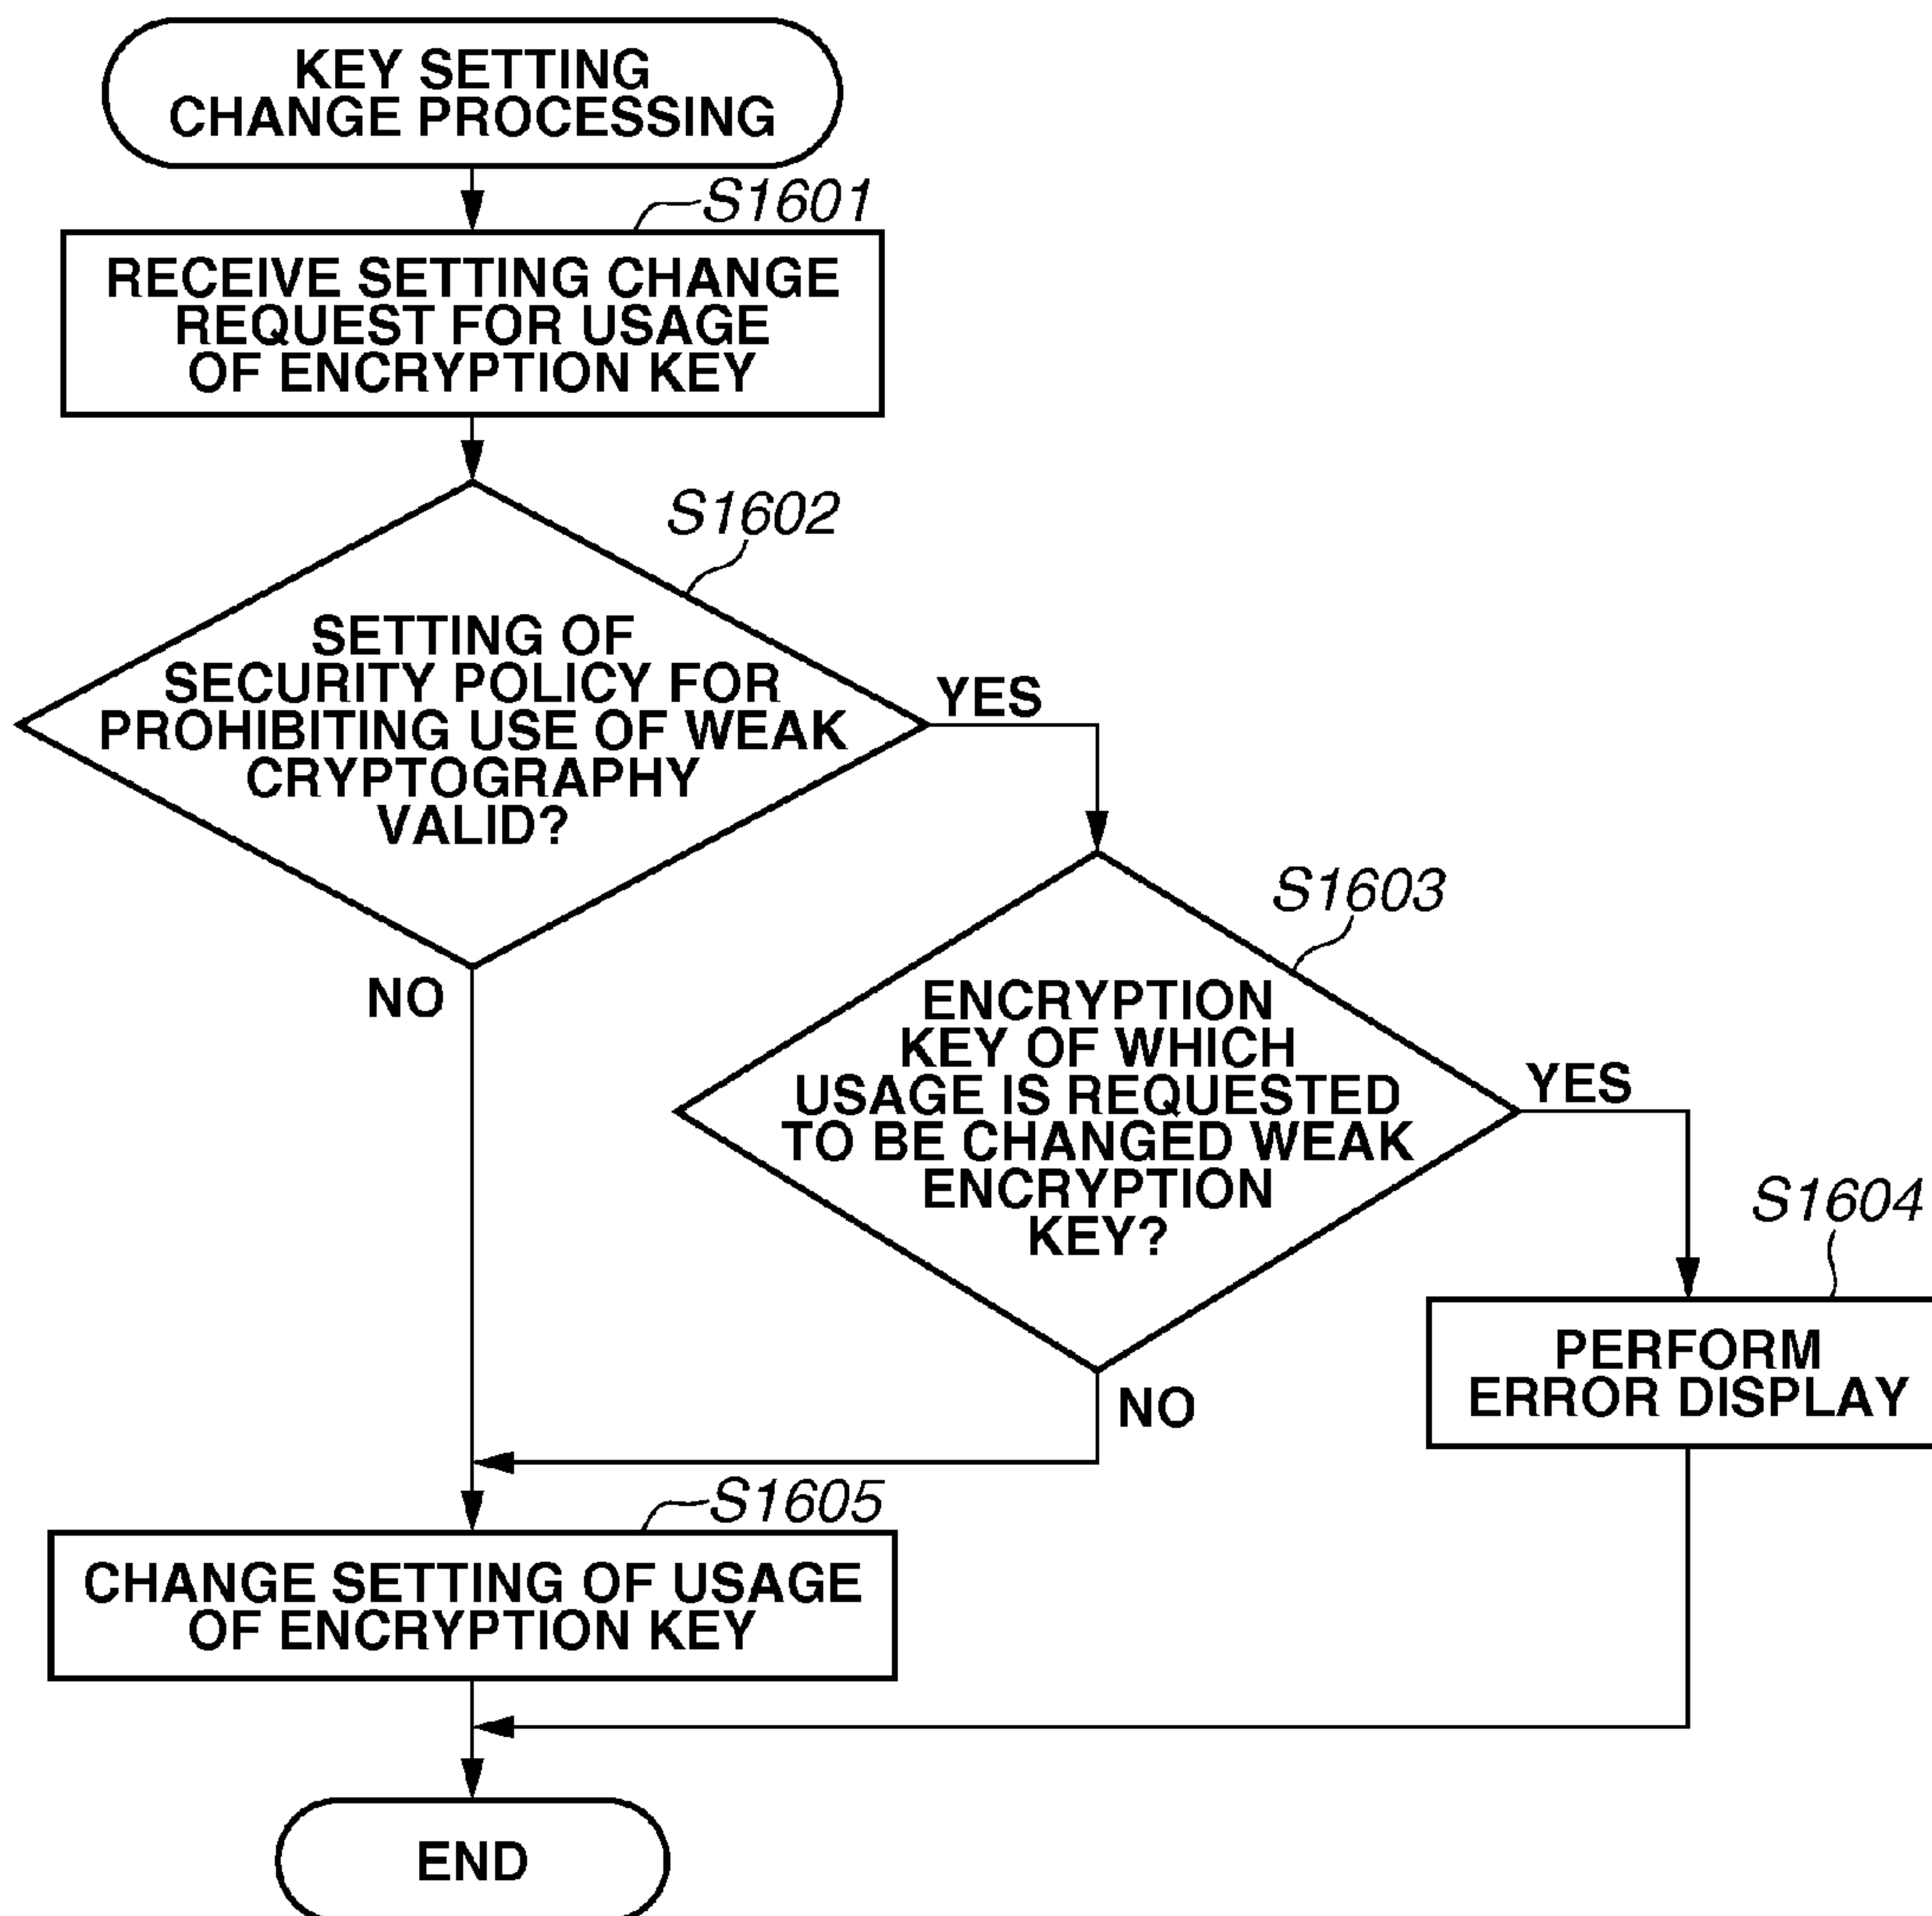 KEY SETTING
CHANGE PROCESSING
S1601
RECEIVE SETTING CHANGE
REQUEST FOR USAGE
OF ENCRYPTION KEY
S1602
SETTING OF
SECURITY POLICY FOR
PROHIBITING USE OF WEAK
CRYPTOGRAPHY
VALID?
YES
NO
S1603
ENCRYPTION
KEY OF WHICH
USAGE IS REQUESTED
TO BE CHANGED WEAK
ENCRYPTION
KEY?
YES
NO
S1604
PERFORM
ERROR DISPLAY
S1605
CHANGE SETTING OF USAGE
OF ENCRYPTION KEY
END